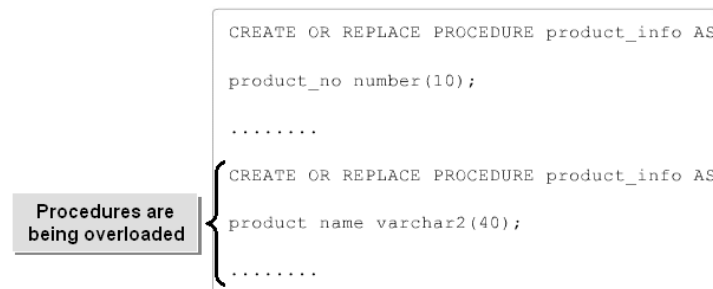 CREATE OR REPLACE PROCEDURE product_info AS
product_no number(10);
........
CREATE OR REPLACE PROCEDURE product_info AS
Procedures are
being overloaded
product name varchar2(40);
........